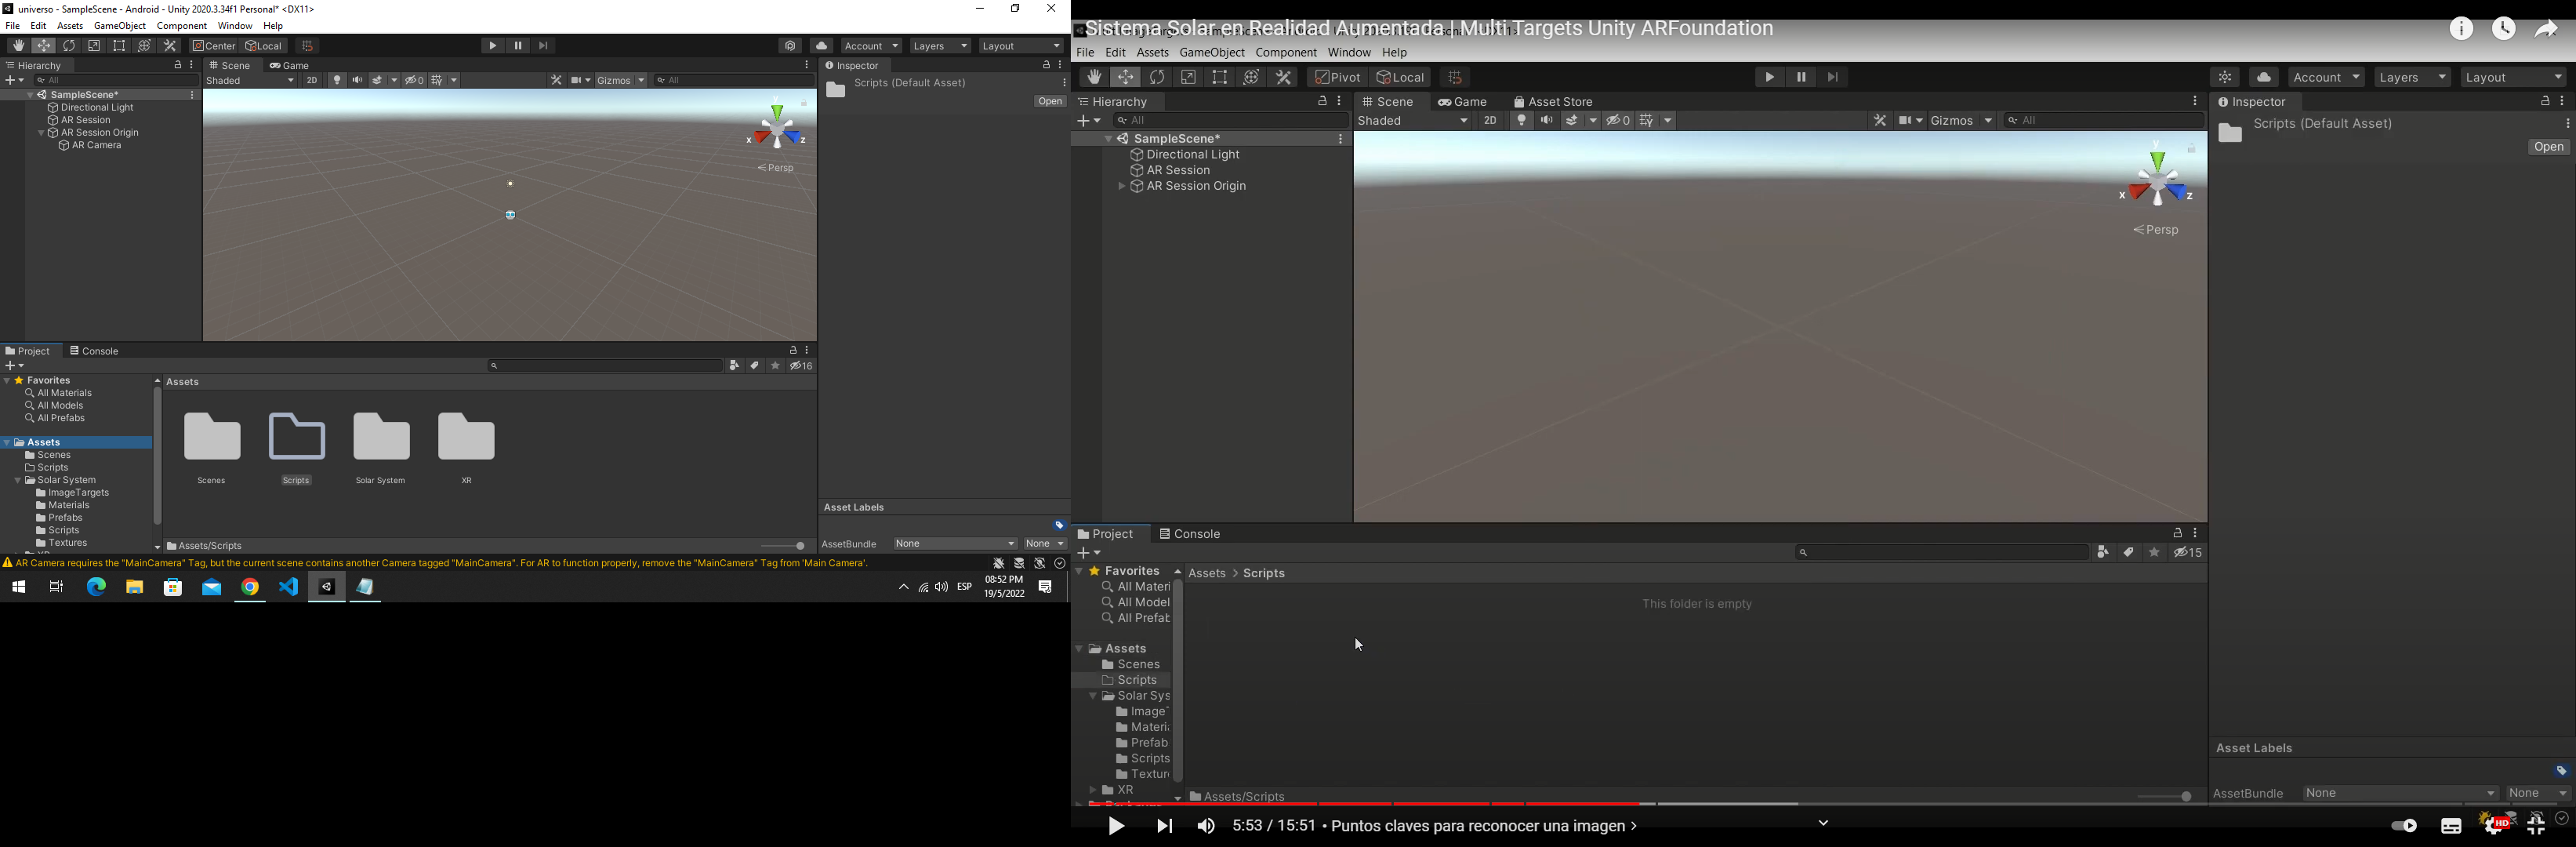 universo - SampleScene - Android - Unity 2020.3.34f1 Personal* <DX11>
File Edit Assets GameObject Component Window Help
Center Local
Account Layers Layout
Hierarchy
All
SampleScene*
Directional Light
AR Session
AR Session Origin
AR Camera
Scene Game
Shaded 2D 0 Gizmos All
y
x z
Persp
Inspector
Scripts (Default Asset)
Open
Project Console
16
Favorites
All Materials
All Models
All Prefabs
Assets
Scenes
Scripts
Solar System
ImageTargets
Materials
Prefabs
Scripts
Textures
XR
Assets
Scenes Scripts Solar System XR
Assets/Scripts
Asset Labels
AssetBundle None None
AR Camera requires the "MainCamera" Tag, but the current scene contains another Camera tagged "MainCamera". For AR to function properly, remove the "MainCamera" Tag from 'Main Camera'.
ESP
08:52 PM
19/5/2022
Sistema Solar en Realidad Aumentada | Multi Targets Unity ARFoundation
File Edit Assets GameObject Component Window Help
Pivot Local
Account Layers Layout
Hierarchy
All
SampleScene*
Directional Light
AR Session
AR Session Origin
Scene Game Asset Store
Shaded 2D 0 Gizmos All
y
x z
Persp
Inspector
Scripts (Default Asset)
Open
Project Console
15
Favorites
All Materi
All Model
All Prefab
Assets
Scenes
Scripts
Solar Sys
ImageT
Materi
Prefab
Scripts
Textur
XR
Assets > Scripts
This folder is empty
Assets/Scripts
Asset Labels
AssetBundle None None
5:53 / 15:51 • Puntos claves para reconocer una imagen >
HD